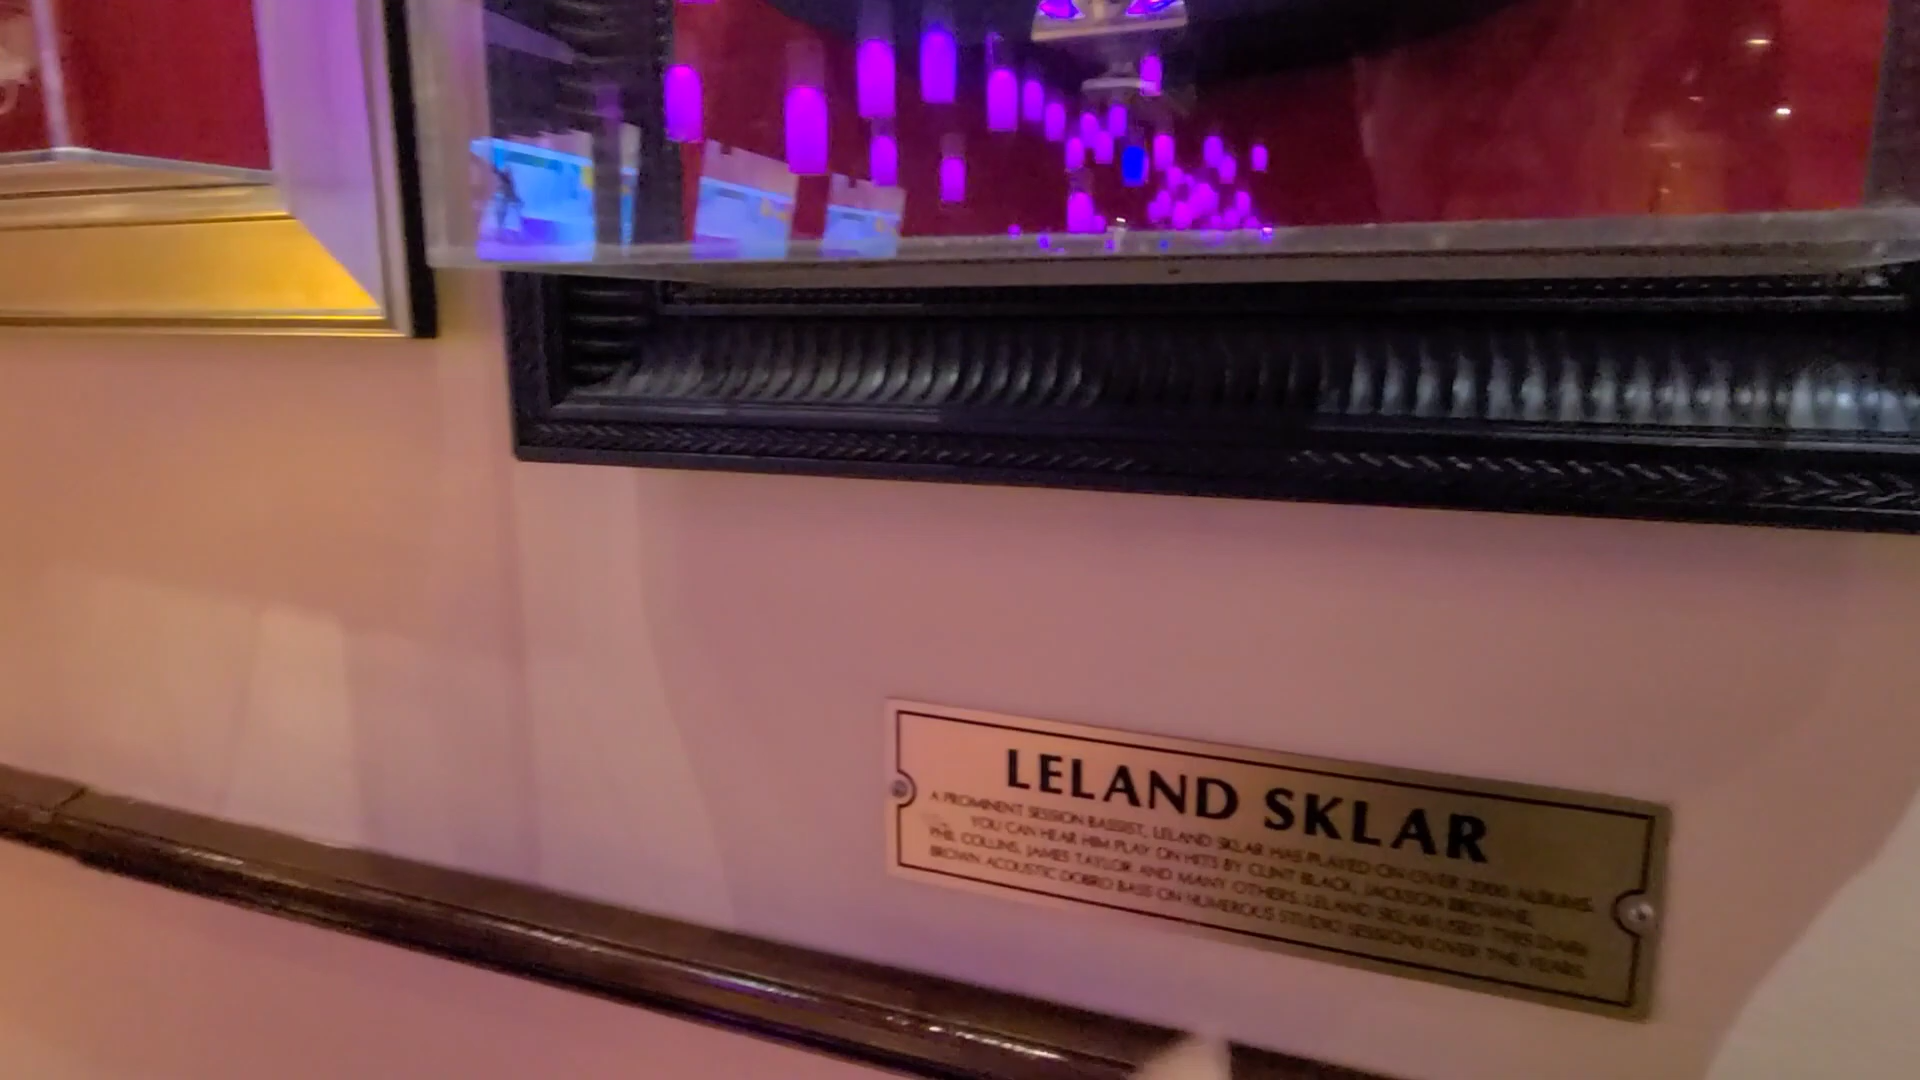 LELAND SKLAR
A PROMINENT SESSION BASSIST, LELAND SKLAR HAS PLAYED ON OVER 2000 ALBUMS.
YOU CAN HEAR HIM PLAY ON HITS BY CLINT BLACK, JACKSON BROWNE,
PHIL COLLINS, JAMES TAYLOR AND MANY OTHERS. LELAND SKLAR USED THIS DARK
BROWN ACOUSTIC DOBRO BASS ON NUMEROUS STUDIO SESSIONS OVER THE YEARS.